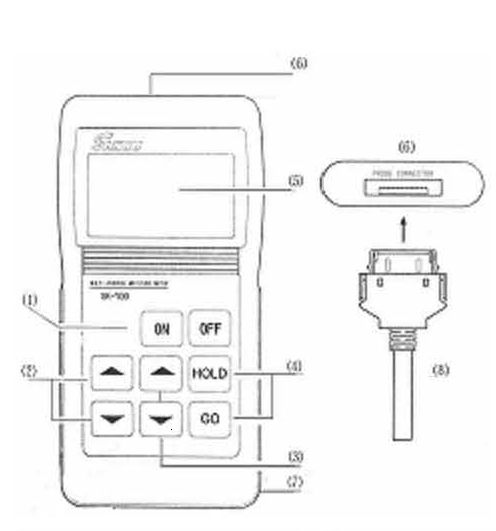 (6)
(6)
PROBE CONNECTOR
(5)
(1)
ON OFF
(2)
HOLD
(4)
(8)
GO
(3)
(7)